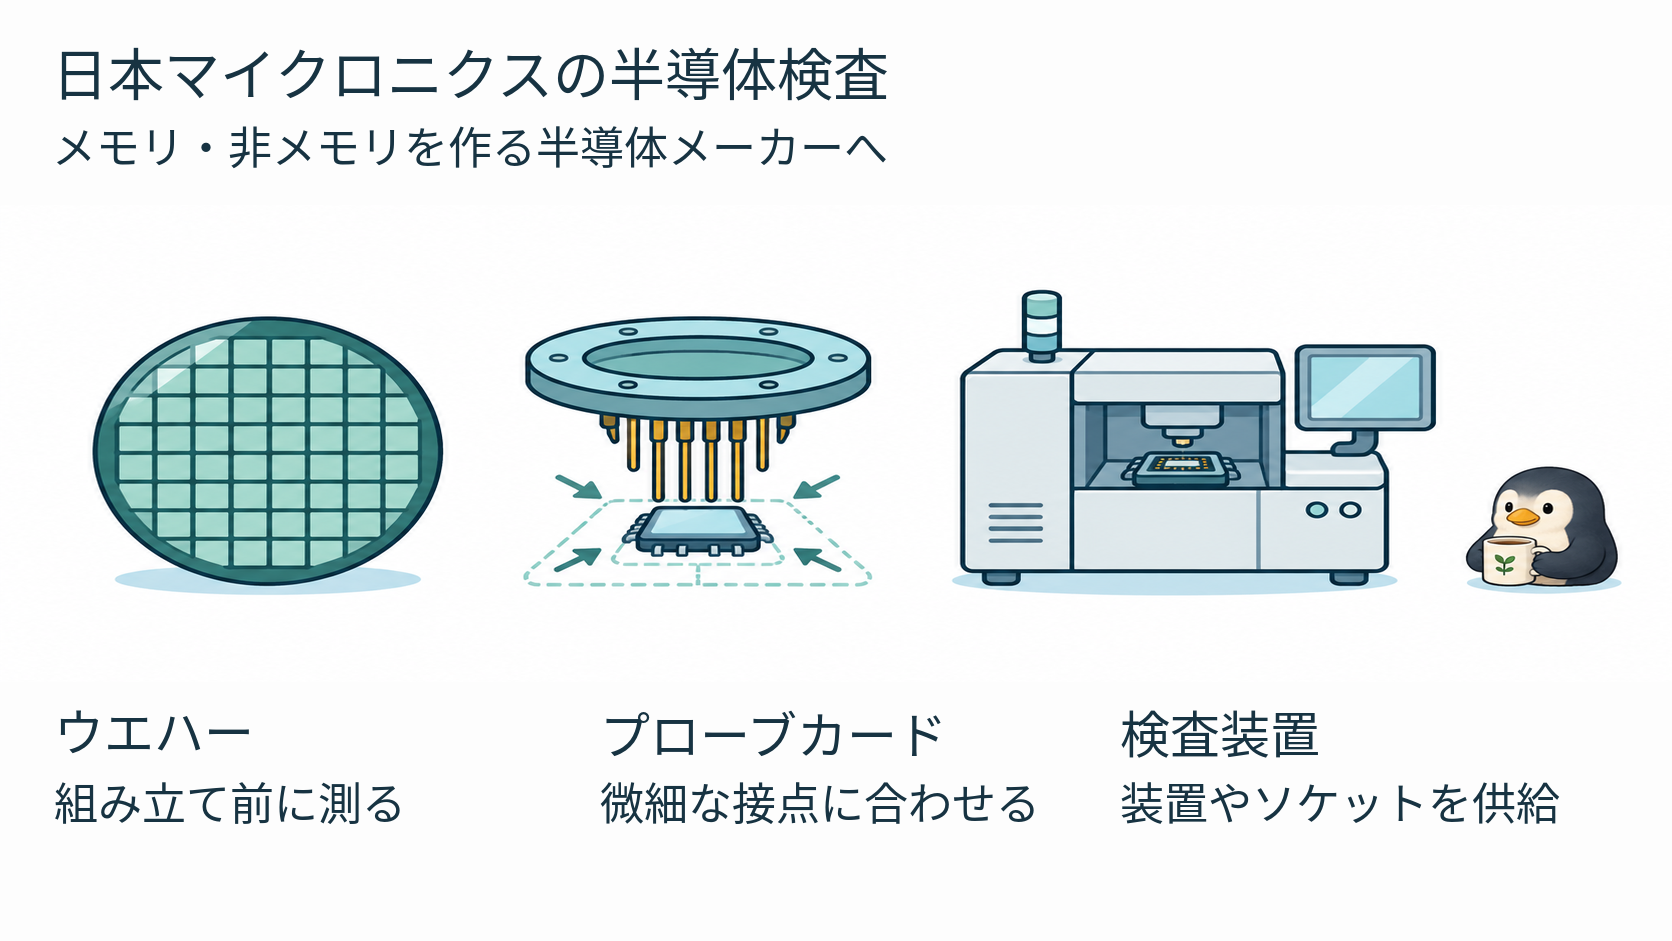 日本マイクロニクスの半導体検査
メモリ・非メモリを作る半導体メーカーへ
ウエハー
組み立て前に測る
プローブカード
微細な接点に合わせる
検査装置
装置やソケットを供給